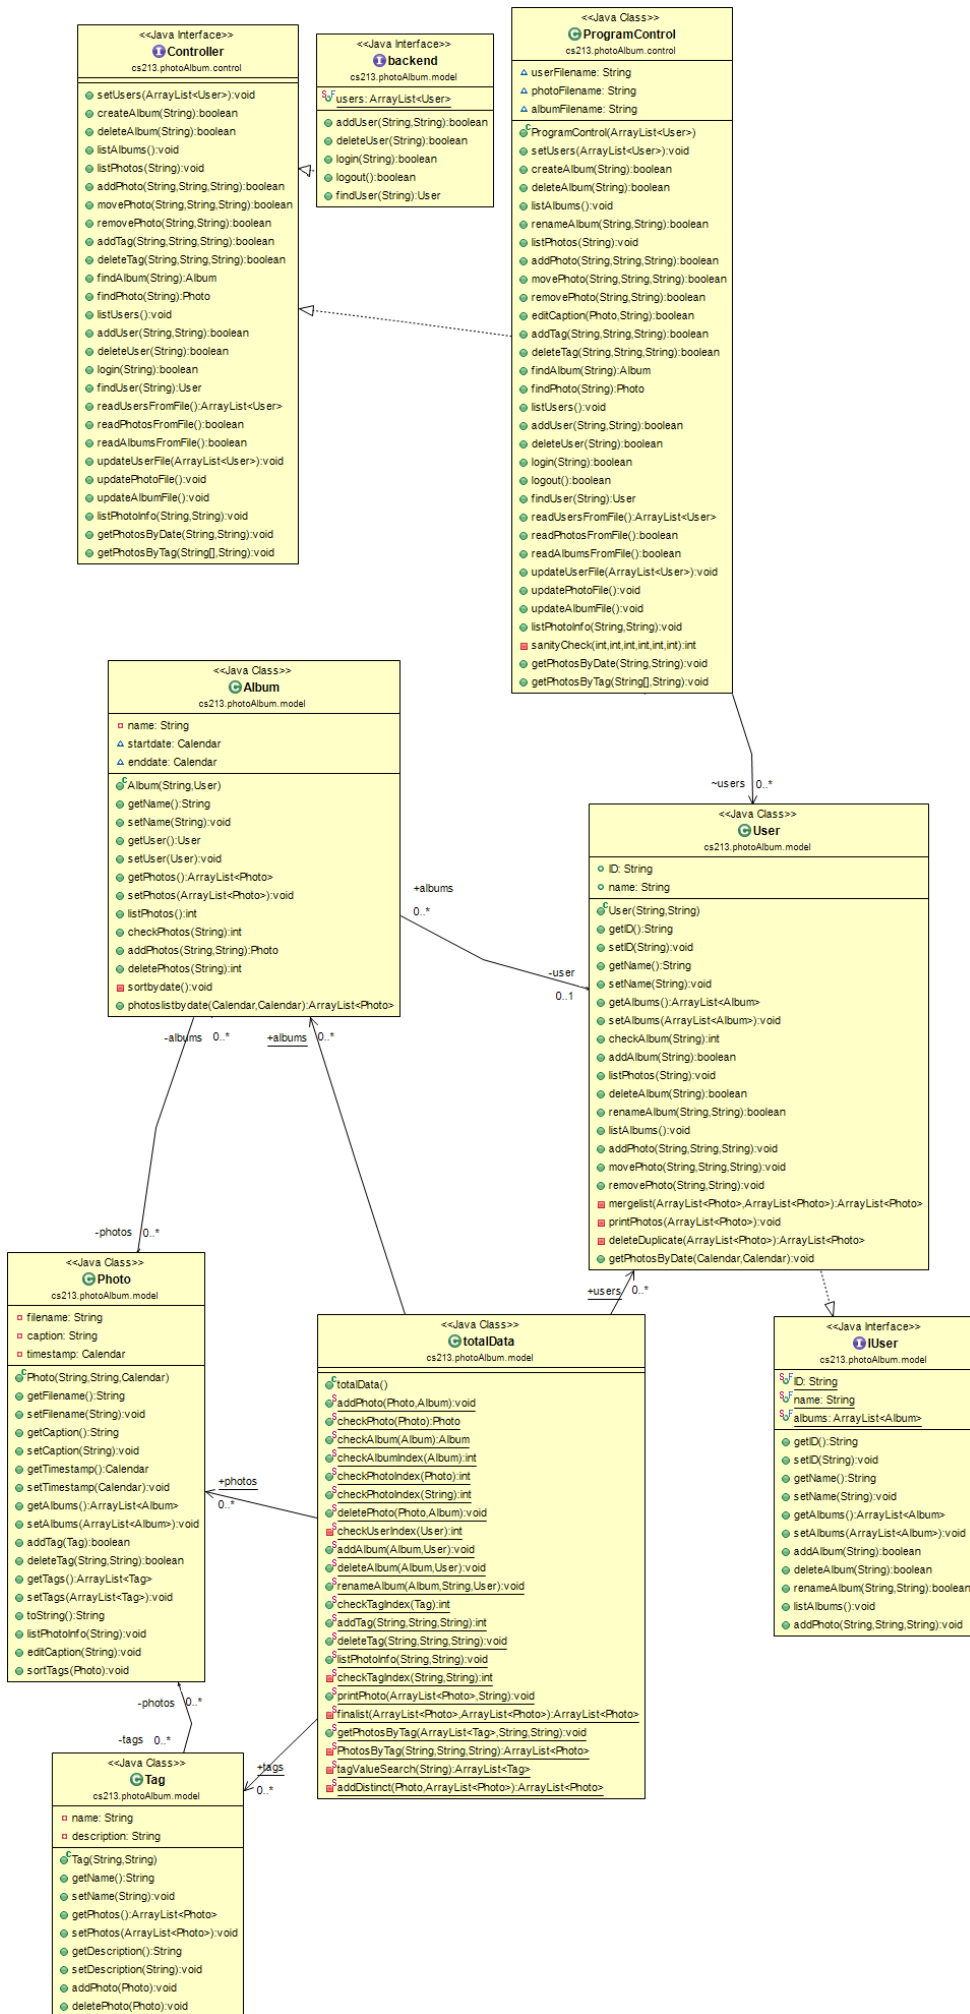 <<Java Interface>>
Controller
cs213.photoAlbum.control
setUsers(ArrayList<User>):void
createAlbum(String):boolean
deleteAlbum(String):boolean
listAlbums():void
listPhotos(String):void
addPhoto(String,String,String):boolean
movePhoto(String,String,String):boolean
removePhoto(String,String):boolean
addTag(String,String,String):boolean
deleteTag(String,String,String):boolean
findAlbum(String):Album
findPhoto(String):Photo
listUsers():void
addUser(String,String):boolean
deleteUser(String):boolean
login(String):boolean
findUser(String):User
readUsersFromFile():ArrayList<User>
readPhotosFromFile():boolean
readAlbumsFromFile():boolean
updateUserFile(ArrayList<User>):void
updatePhotoFile():void
updateAlbumFile():void
listPhotoInfo(String,String):void
getPhotosByDate(String,String):void
getPhotosByTag(String[],String):void
<<Java Interface>>
backend
cs213.photoAlbum.model
users: ArrayList<User>
addUser(String,String):boolean
deleteUser(String):boolean
login(String):boolean
logout():boolean
findUser(String):User
<<Java Class>>
ProgramControl
cs213.photoAlbum.control
userFilename: String
photoFilename: String
albumFilename: String
ProgramControl(ArrayList<User>)
setUsers(ArrayList<User>):void
createAlbum(String):boolean
deleteAlbum(String):boolean
listAlbums():void
renameAlbum(String,String):boolean
listPhotos(String):void
addPhoto(String,String,String):boolean
movePhoto(String,String,String):boolean
removePhoto(String,String):boolean
editCaption(Photo,String):boolean
addTag(String,String,String):boolean
deleteTag(String,String,String):boolean
findAlbum(String):Album
findPhoto(String):Photo
listUsers():void
addUser(String,String):boolean
deleteUser(String):boolean
login(String):boolean
logout():boolean
findUser(String):User
readUsersFromFile():ArrayList<User>
readPhotosFromFile():boolean
readAlbumsFromFile():boolean
updateUserFile(ArrayList<User>):void
updatePhotoFile():void
updateAlbumFile():void
listPhotoInfo(String,String):void
sanityCheck(int,int,int,int,int,int):int
getPhotosByDate(String,String):void
getPhotosByTag(String[],String):void
~users 0..*
<<Java Class>>
Album
cs213.photoAlbum.model
name: String
startdate: Calendar
enddate: Calendar
Album(String,User)
getName():String
setName(String):void
getUser():User
setUser(User):void
getPhotos():ArrayList<Photo>
setPhotos(ArrayList<Photo>):void
listPhotos():int
checkPhotos(String):int
addPhotos(String,String):Photo
deletePhotos(String):int
sortbydate():void
photoslistbydate(Calendar,Calendar):ArrayList<Photo>
+albums
0..*
-user
0..1
<<Java Class>>
User
cs213.photoAlbum.model
ID: String
name: String
User(String,String)
getID():String
setID(String):void
getName():String
setName(String):void
getAlbums():ArrayList<Album>
setAlbums(ArrayList<Album>):void
checkAlbum(String):int
addAlbum(String):boolean
listPhotos(String):void
deleteAlbum(String):boolean
renameAlbum(String,String):boolean
listAlbums():void
addPhoto(String,String,String):void
movePhoto(String,String,String):void
removePhoto(String,String):void
mergelist(ArrayList<Photo>,ArrayList<Photo>):ArrayList<Photo>
printPhotos(ArrayList<Photo>):void
deleteDuplicate(ArrayList<Photo>):ArrayList<Photo>
getPhotosByDate(Calendar,Calendar):void
-albums 0..*
+albums 0..*
-photos 0..*
+users 0..*
<<Java Class>>
Photo
cs213.photoAlbum.model
filename: String
caption: String
timestamp: Calendar
Photo(String,String,Calendar)
getFilename():String
setFilename(String):void
getCaption():String
setCaption(String):void
getTimestamp():Calendar
setTimestamp(Calendar):void
getAlbums():ArrayList<Album>
setAlbums(ArrayList<Album>):void
addTag(Tag):boolean
deleteTag(String,String):boolean
getTags():ArrayList<Tag>
setTags(ArrayList<Tag>):void
toString():String
listPhotoInfo(String):void
editCaption(String):void
sortTags(Photo):void
+photos
0..*
<<Java Class>>
totalData
cs213.photoAlbum.model
totalData()
addPhoto(Photo,Album):void
checkPhoto(Photo):Photo
checkAlbum(Album):Album
checkAlbumIndex(Album):int
checkPhotoIndex(Photo):int
checkPhotoIndex(String):int
deletePhoto(Photo,Album):void
checkUserIndex(User):int
addAlbum(Album,User):void
deleteAlbum(Album,User):void
renameAlbum(Album,String,User):void
checkTagIndex(Tag):int
addTag(String,String,String):int
deleteTag(String,String,String):void
listPhotoInfo(String,String):void
checkTagIndex(String,String):int
printPhoto(ArrayList<Photo>,String):void
finalist(ArrayList<Photo>,ArrayList<Photo>):ArrayList<Photo>
getPhotosByTag(ArrayList<Tag>,String,String):void
PhotosByTag(String,String,String):ArrayList<Photo>
tagValueSearch(String):ArrayList<Tag>
addDistinct(Photo,ArrayList<Photo>):ArrayList<Photo>
<<Java Interface>>
IUser
cs213.photoAlbum.model
ID: String
name: String
albums: ArrayList<Album>
getID():String
setID(String):void
getName():String
setName(String):void
getAlbums():ArrayList<Album>
setAlbums(ArrayList<Album>):void
addAlbum(String):boolean
deleteAlbum(String):boolean
renameAlbum(String,String):boolean
listAlbums():void
addPhoto(String,String,String):void
-photos 0..*
-tags 0..*
+tags
0..*
<<Java Class>>
Tag
cs213.photoAlbum.model
name: String
description: String
Tag(String,String)
getName():String
setName(String):void
getPhotos():ArrayList<Photo>
setPhotos(ArrayList<Photo>):void
getDescription():String
setDescription(String):void
addPhoto(Photo):void
deletePhoto(Photo):void